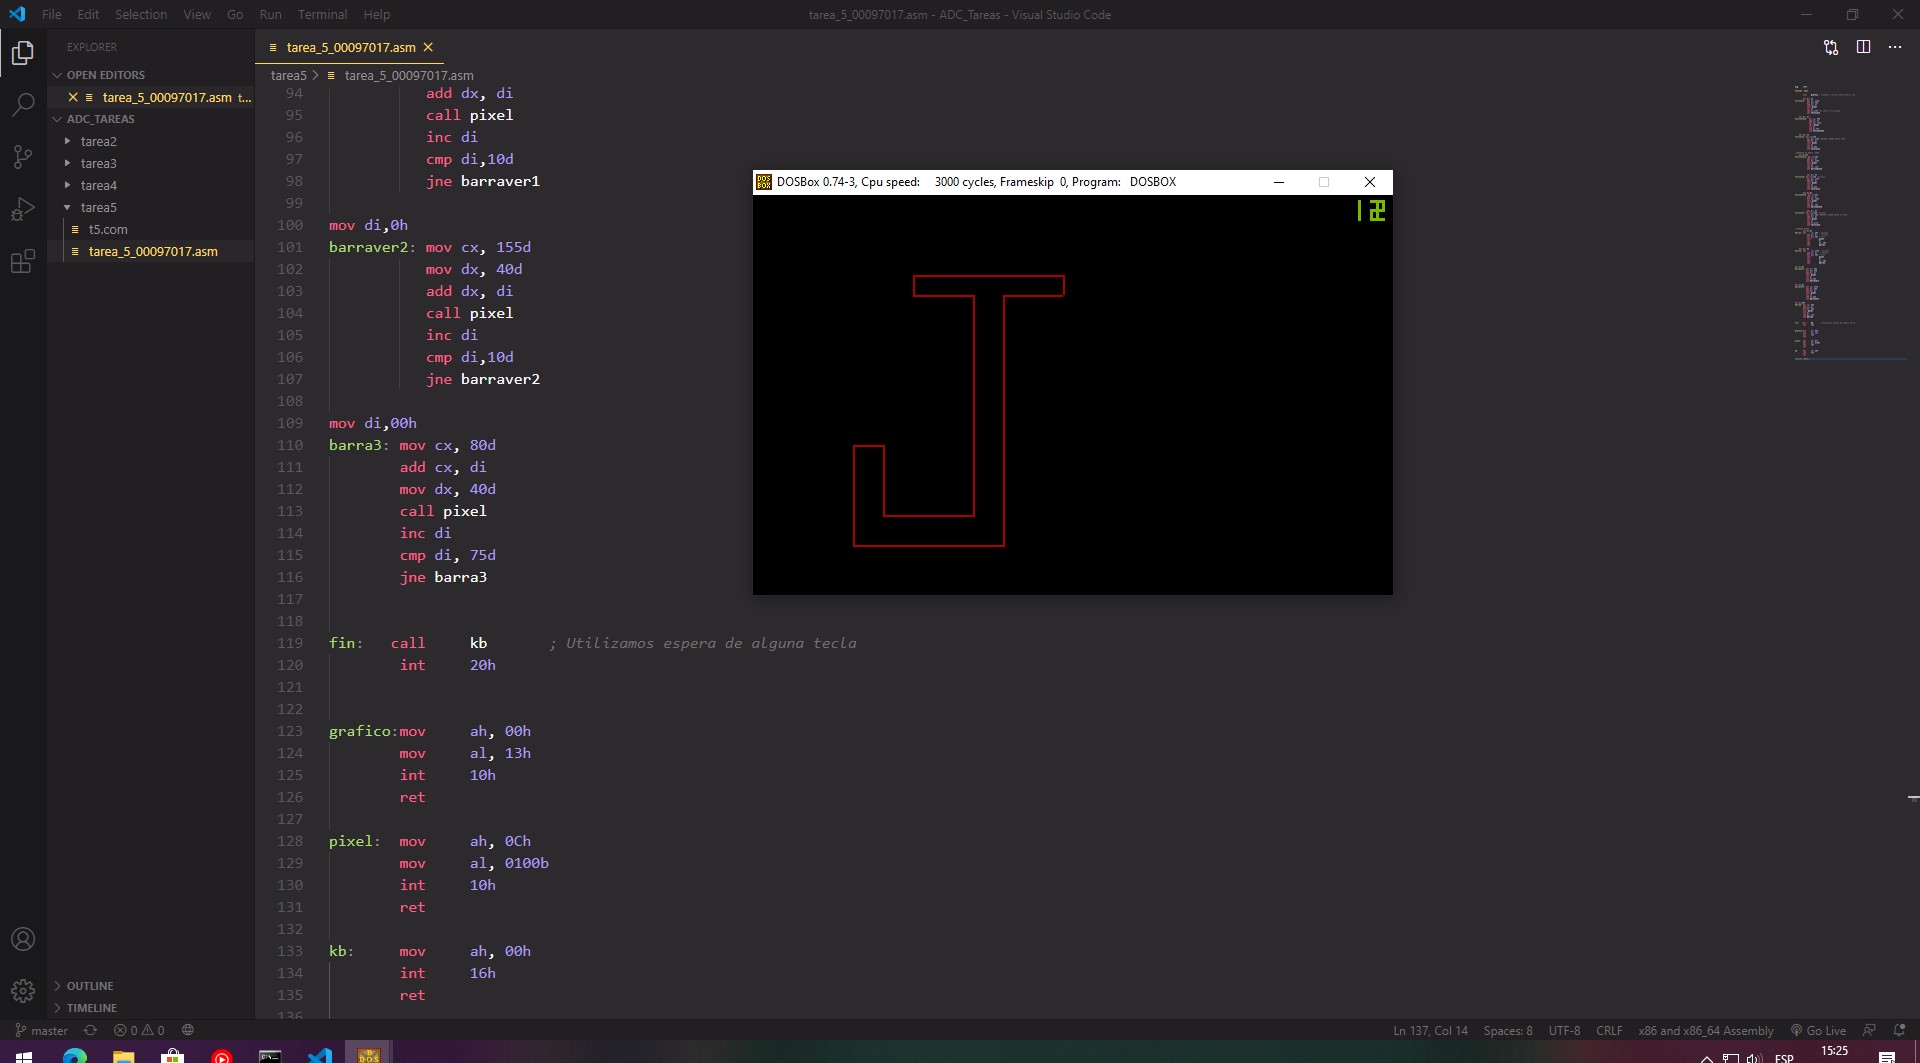 File Edit Selection View Go Run Terminal Help
tarea_5_00097017.asm - ADC_Tareas - Visual Studio Code
EXPLORER
OPEN EDITORS
tarea_5_00097017.asm t...
ADC_TAREAS
tarea2
tarea3
tarea4
tarea5
t5.com
tarea_5_00097017.asm
OUTLINE
TIMELINE
tarea_5_00097017.asm
tarea5 > tarea_5_00097017.asm
94 add dx, di
95 call pixel
96 inc di
97 cmp di,10d
98 jne barraver1
99
100 mov di,0h
101 barraver2: mov cx, 155d
102 mov dx, 40d
103 add dx, di
104 call pixel
105 inc di
106 cmp di,10d
107 jne barraver2
108
109 mov di,00h
110 barra3: mov cx, 80d
111 add cx, di
112 mov dx, 40d
113 call pixel
114 inc di
115 cmp di, 75d
116 jne barra3
117
118
119 fin: call kb ; Utilizamos espera de alguna tecla
120 int 20h
121
122
123 grafico:mov ah, 00h
124 mov al, 13h
125 int 10h
126 ret
127
128 pixel: mov ah, 0Ch
129 mov al, 0100b
130 int 10h
131 ret
132
133 kb: mov ah, 00h
134 int 16h
135 ret
136
DOSBox 0.74-3, Cpu speed: 3000 cycles, Frameskip 0, Program: DOSBOX
12
J
master 0 0
Ln 137, Col 14 Spaces: 8 UTF-8 CRLF x86 and x86_64 Assembly Go Live
ESP
15:25